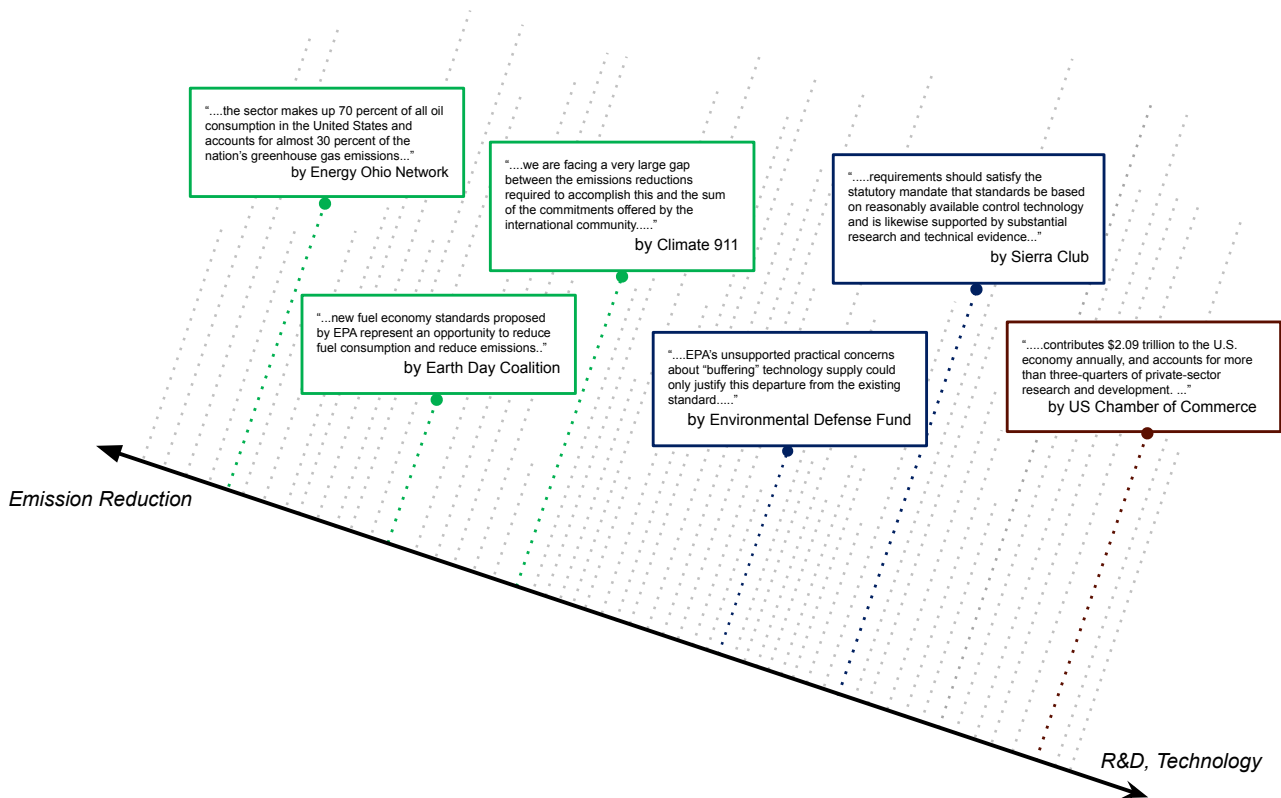 “....the sector makes up 70 percent of all oil
consumption in the United States and
accounts for almost 30 percent of the
nation’s greenhouse gas emissions...”
by Energy Ohio Network
“....we are facing a very large gap
between the emissions reductions
required to accomplish this and the sum
of the commitments offered by the
international community.....”
by Climate 911
“.....requirements should satisfy the
statutory mandate that standards be based
on reasonably available control technology
and is likewise supported by substantial
research and technical evidence...”
by Sierra Club
“...new fuel economy standards proposed
by EPA represent an opportunity to reduce
fuel consumption and reduce emissions..”
by Earth Day Coalition
“....EPA’s unsupported practical concerns
about “buffering” technology supply could
only justify this departure from the existing
standard.....”
by Environmental Defense Fund
“.....contributes $2.09 trillion to the U.S.
economy annually, and accounts for more
than three-quarters of private-sector
research and development. ...”
by US Chamber of Commerce
Emission Reduction
R&D, Technology